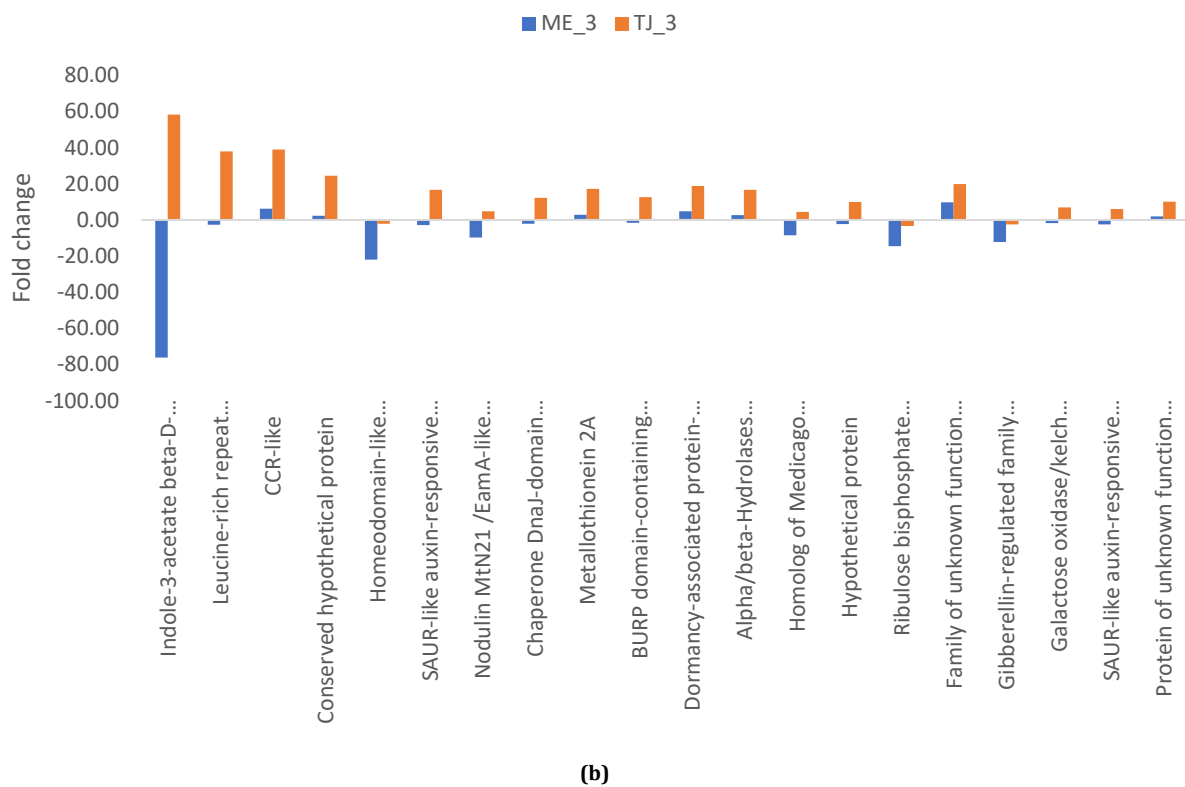 ME_3 TJ_3
80.00
60.00
40.00
20.00
0.00
-20.00
-40.00
-60.00
-80.00
-100.00
Fold change
Indole-3-acetate beta-D-...
Leucine-rich repeat...
CCR-like
Conserved hypothetical protein
Homeodomain-like...
SAUR-like auxin-responsive...
Nodulin MtN21 /EamA-like...
Chaperone DnaJ-domain...
Metallothionein 2A
BURP domain-containing...
Dormancy-associated protein-...
Alpha/beta-Hydrolases...
Homolog of Medicago...
Hypothetical protein
Ribulose bisphosphate...
Family of unknown function...
Gibberellin-regulated family...
Galactose oxidase/kelch...
SAUR-like auxin-responsive...
Protein of unknown function...
(b)